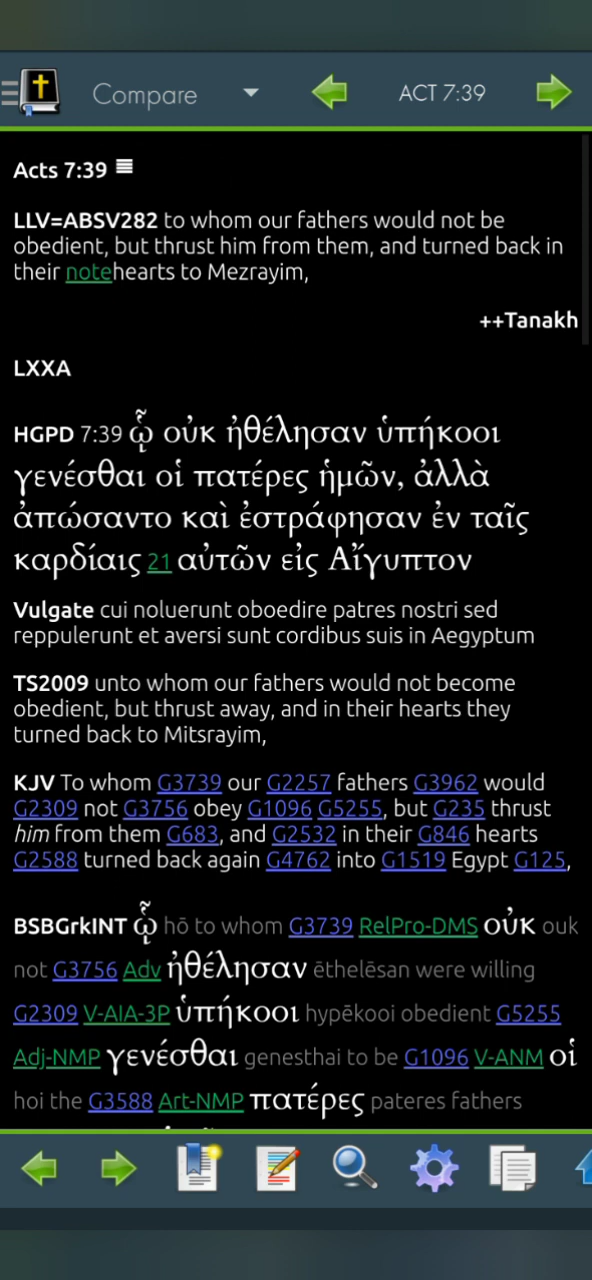 Compare
ACT 7:39
Acts 7:39
LLV=ABSV282 to whom our fathers would not be
obedient, but thrust him from them, and turned back in
their notehearts to Mezrayim,
++Tanakh
LXXA
HGPD 7:39 ᾧ οὐκ ἠθέλησαν ὑπήκοοι
γενέσθαι οἱ πατέρες ἡμῶν, ἀλλὰ
ἀπώσαντο καὶ ἐστράφησαν ἐν ταῖς
καρδίαις 21 αὐτῶν εἰς Αἴγυπτον
Vulgate cui noluerunt oboedire patres nostri sed
reppulerunt et aversi sunt cordibus suis in Aegyptum
TS2009 unto whom our fathers would not become
obedient, but thrust away, and in their hearts they
turned back to Mitsrayim,
KJV To whom G3739 our G2257 fathers G3962 would
G2309 not G3756 obey G1096 G5255, but G235 thrust
him from them G683, and G2532 in their G846 hearts
G2588 turned back again G4762 into G1519 Egypt G125,
BSBGrkINT ᾧ hō to whom G3739 RelPro-DMS οὐκ ouk
not G3756 Adv ἠθέλησαν ēthelēsan were willing
G2309 V-AIA-3P ὑπήκοοι hypēkooi obedient G5255
Adj-NMP γενέσθαι genesthai to be G1096 V-ANM οἱ
hoi the G3588 Art-NMP πατέρες pateres fathers